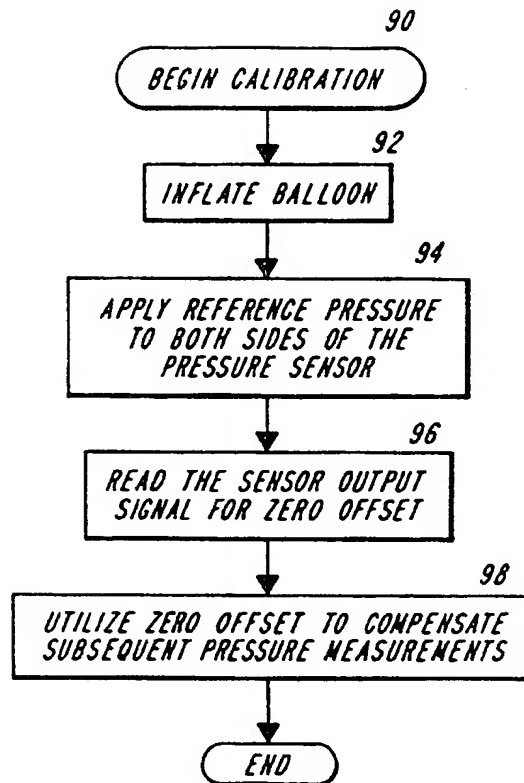 90
BEGIN CALIBRATION
92
INFLATE BALLOON
94
APPLY REFERENCE PRESSURE
TO BOTH SIDES OF THE
PRESSURE SENSOR
96
READ THE SENSOR OUTPUT
SIGNAL FOR ZERO OFFSET
98
UTILIZE ZERO OFFSET TO COMPENSATE
SUBSEQUENT PRESSURE MEASUREMENTS
END